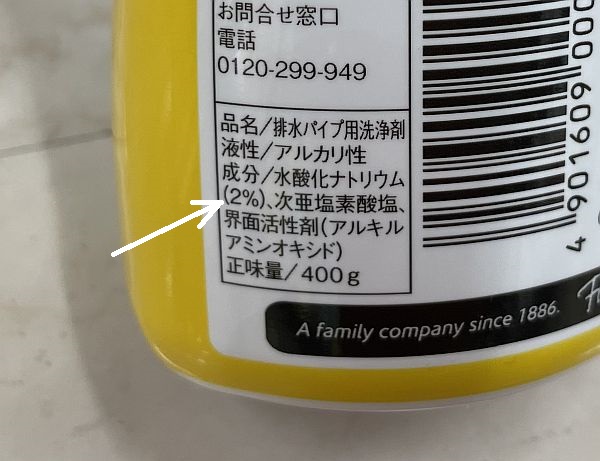 お問合せ窓口
電話
0120-299-949
品名/排水パイプ用洗浄剤
液性/アルカリ性
成分/水酸化ナトリウム
(2%)、次亜塩素酸塩、
界面活性剤(アルキル
アミンオキシド)
正味量/400g
4 901609 000
A family company since 1886.